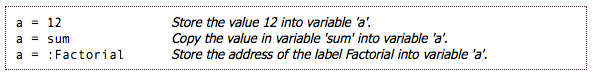 a = 12 Store the value 12 into variable 'a'.
a = sum Copy the value in variable 'sum' into variable 'a'.
a = :Factorial Store the address of the label Factorial into variable 'a'.